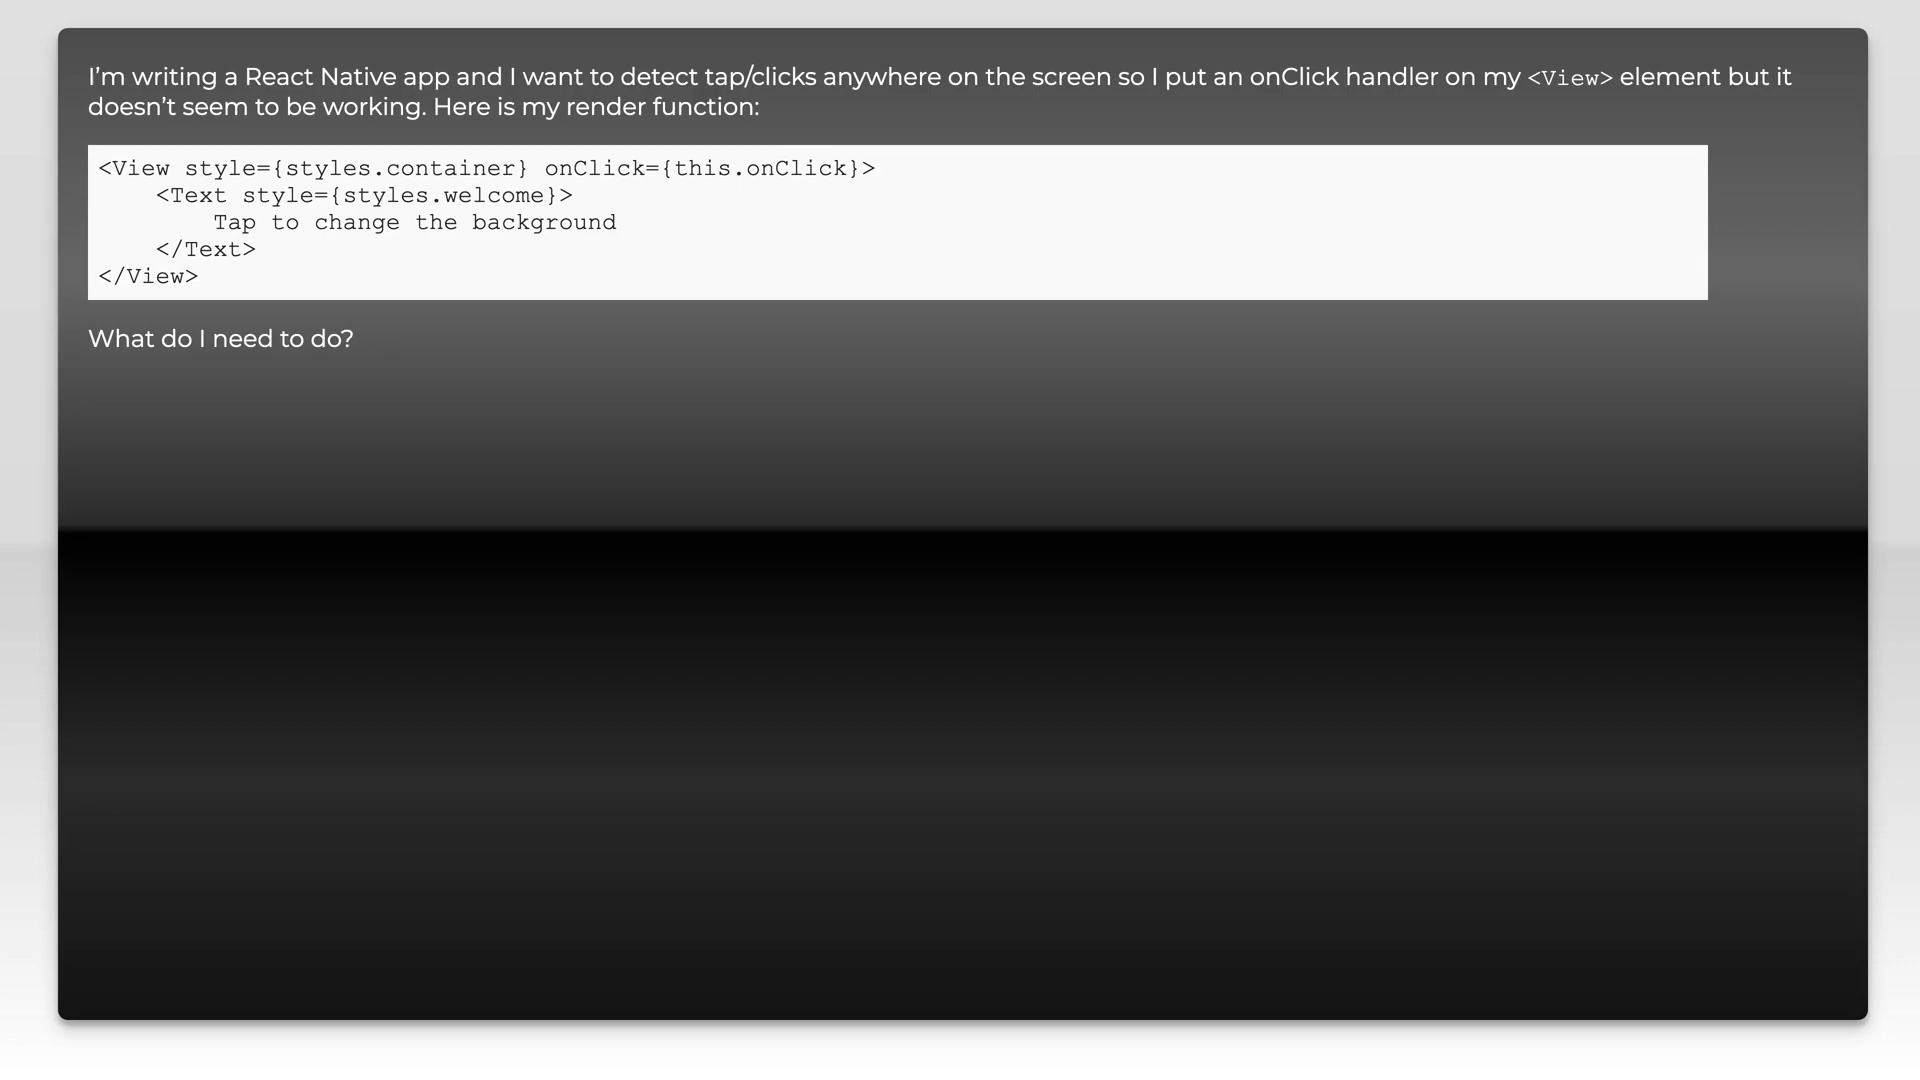 I’m writing a React Native app and I want to detect tap/clicks anywhere on the screen so I put an onClick handler on my <View> element but it
doesn’t seem to be working. Here is my render function:
<View style={styles.container} onClick={this.onClick}>
    <Text style={styles.welcome}>
        Tap to change the background
    </Text>
</View>
What do I need to do?